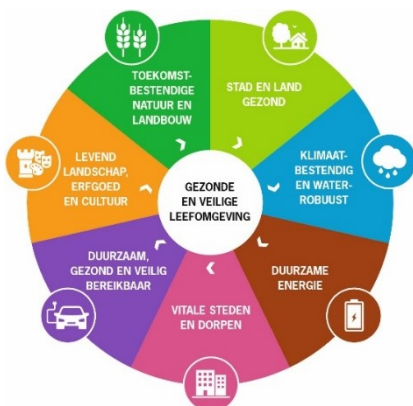 TOEKOMST-
BESTENDIGE
NATUUR EN
LANDBOUW
STAD EN LAND
GEZOND
KLIMAAT-
BESTENDIG
EN WATER-
ROBUUST
DUURZAME
ENERGIE
VITALE STEDEN
EN DORPEN
DUURZAAM,
GEZOND EN VEILIG
BEREIKBAAR
LEVEND
LANDSCHAP,
ERFGOED
EN CULTUUR
GEZONDE
EN VEILIGE
LEEFOMGEVING